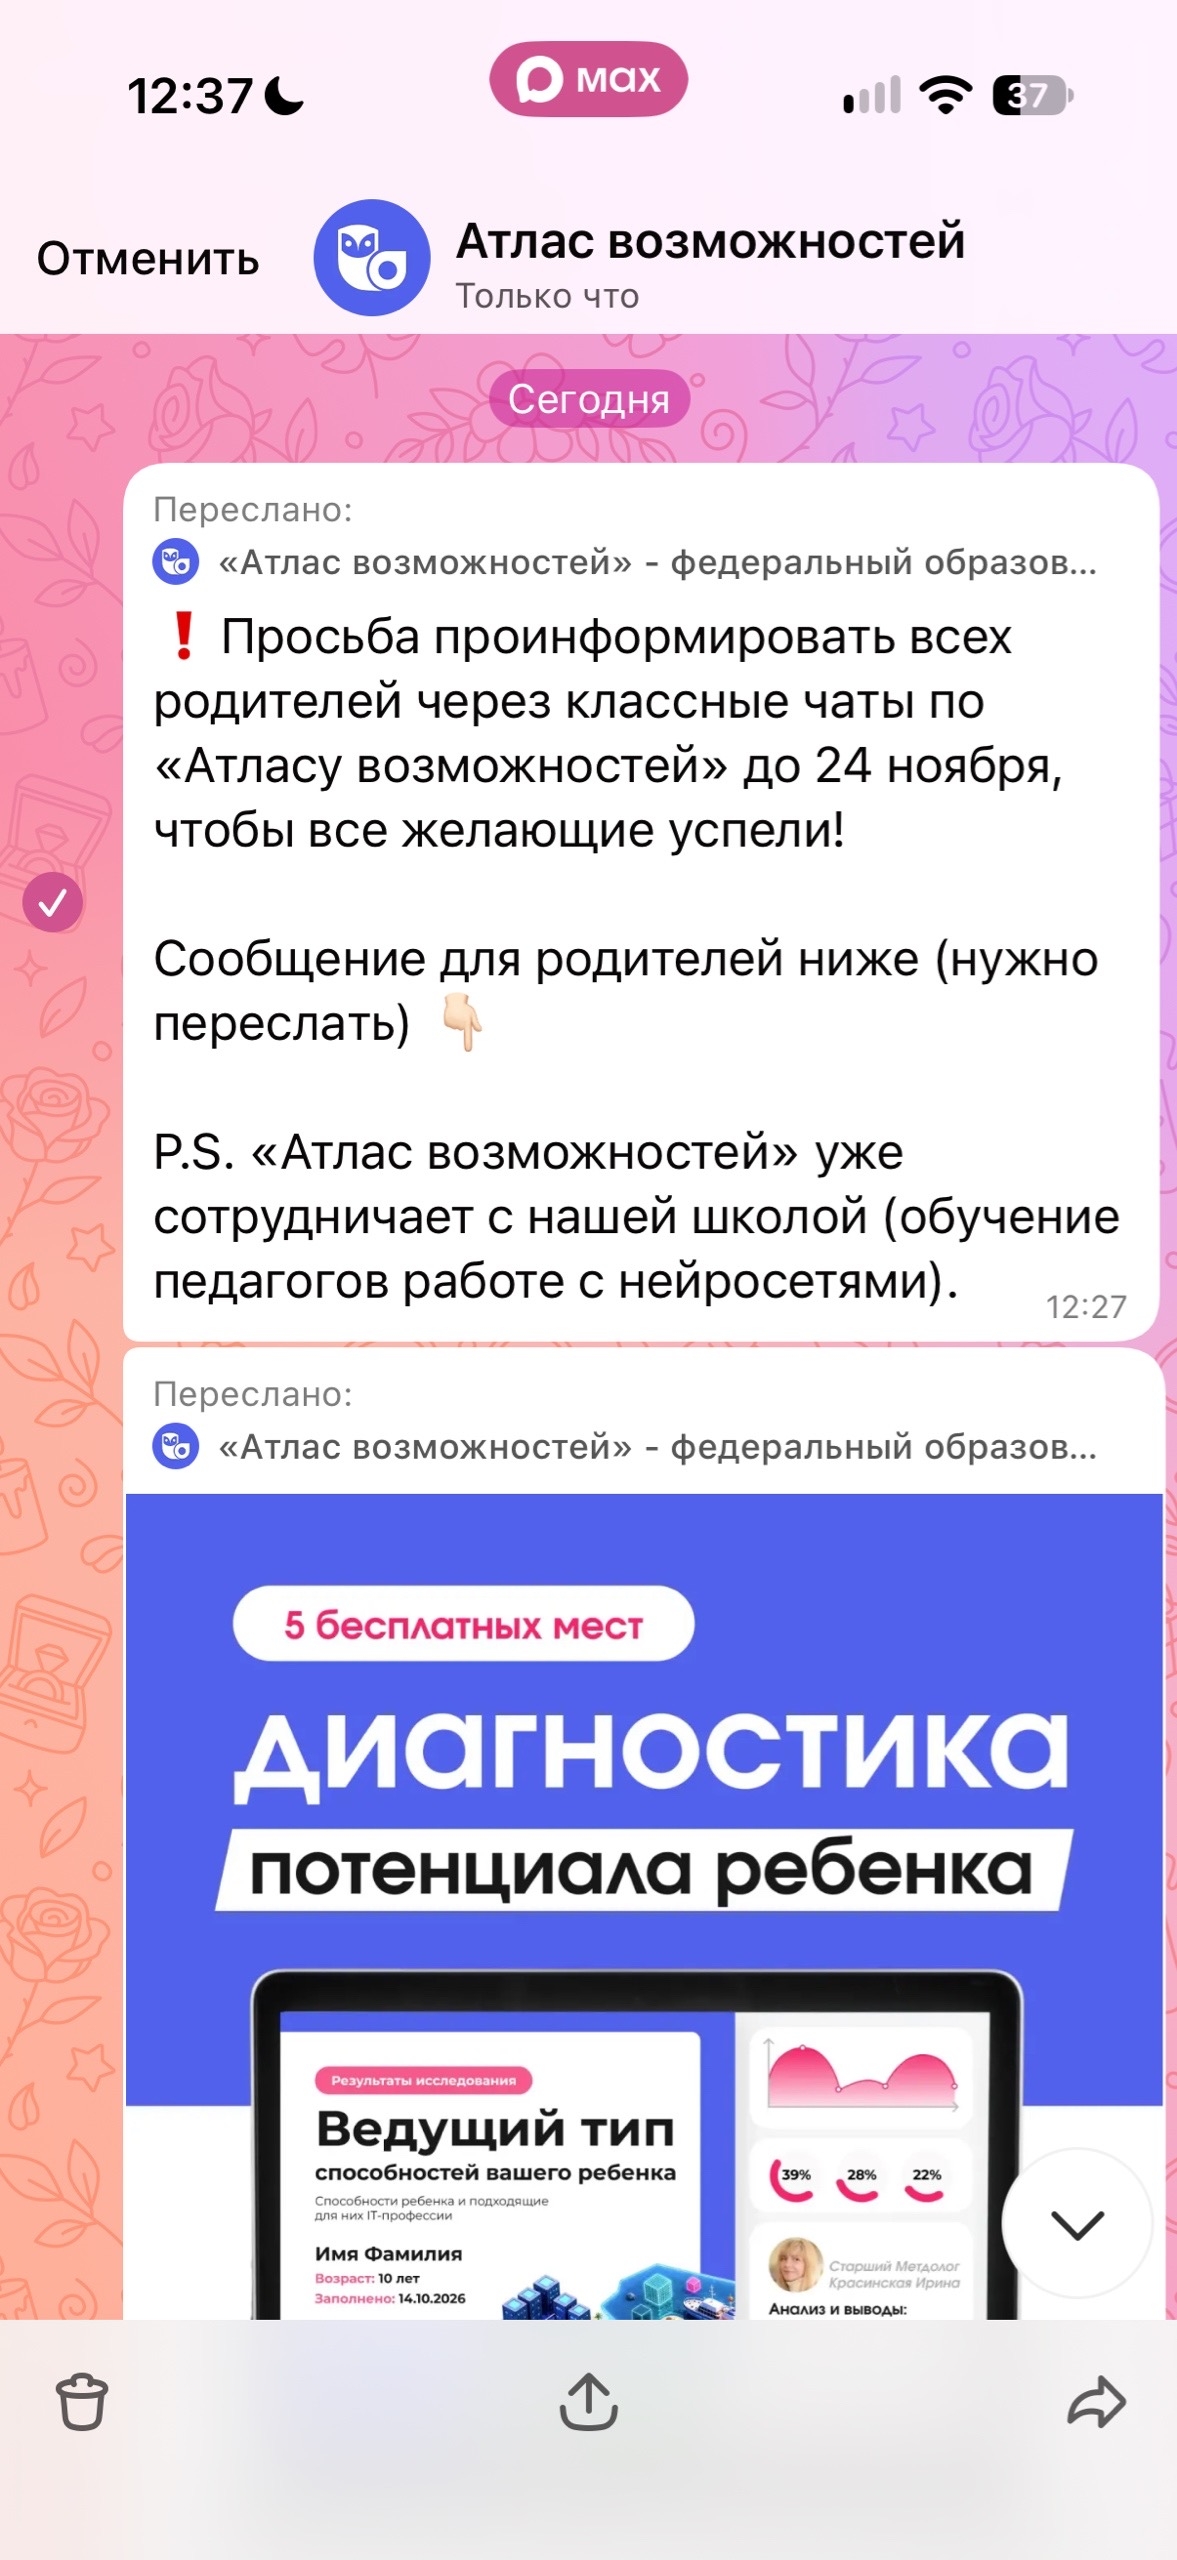 12:37
мах
37
Отменить
Атлас возможностей
Только что
Сегодня
Переслано:
«Атлас возможностей» - федеральный образов...
❗ Просьба проинформировать всех
родителей через классные чаты по
«Атласу возможностей» до 24 ноября,
чтобы все желающие успели!
Сообщение для родителей ниже (нужно
переслать) 👇🏻
P.S. «Атлас возможностей» уже
сотрудничает с нашей школой (обучение
педагогов работе с нейросетями).
12:27
Переслано:
«Атлас возможностей» - федеральный образов...
5 бесплатных мест
диагностика
потенциала ребенка
Результаты исследования
Ведущий тип
способностей вашего ребенка
Способности ребенка и подходящие
для них IT-профессии
Имя Фамилия
Возраст: 10 лет
Заполнено: 14.10.2026
39% 28% 22%
Старший Метдолог
Красинская Ирина
Анализ и выводы: